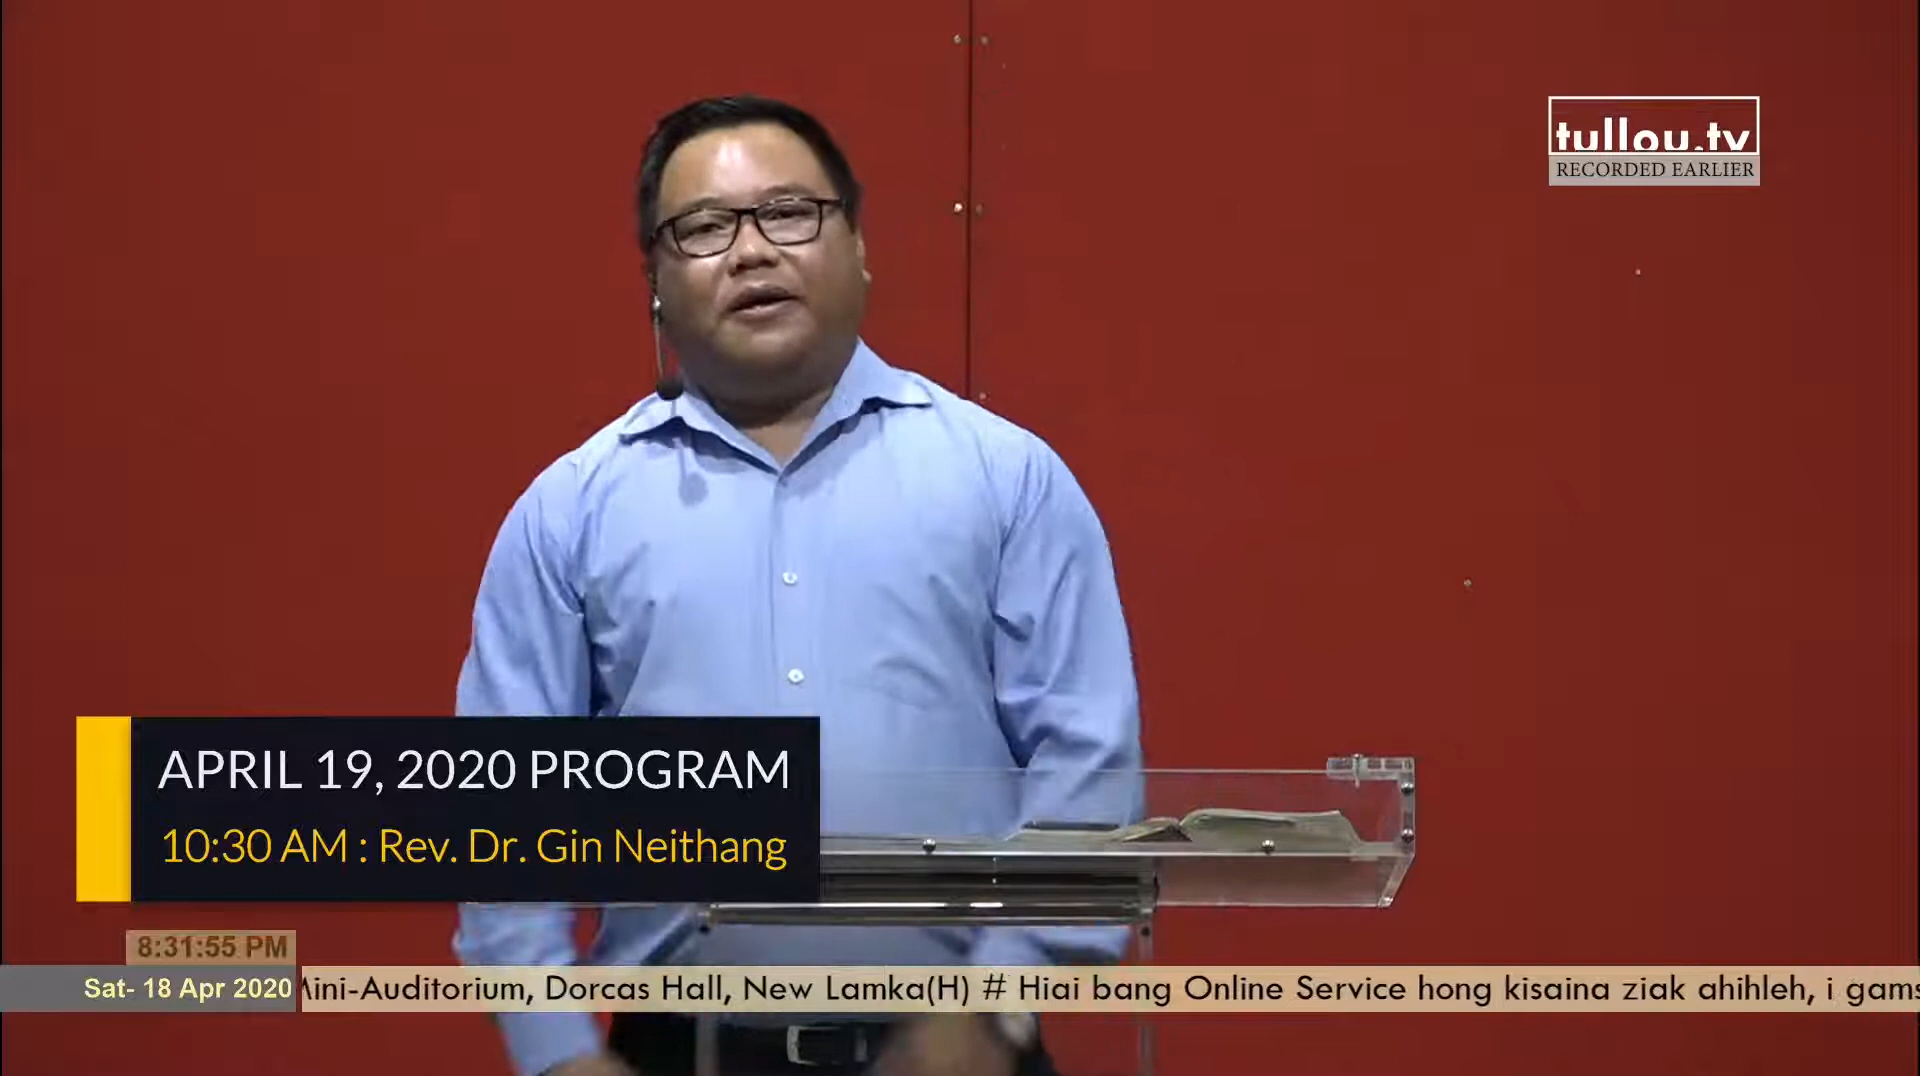 tullou.tv
RECORDED EARLIER
APRIL 19, 2020 PROGRAM
10:30 AM : Rev. Dr. Gin Neithang
8:31:55 PM
Sat- 18 Apr 2020
Mini-Auditorium, Dorcas Hall, New Lamka(H) # Hiai bang Online Service hong kisaina ziak ahihleh, i gams